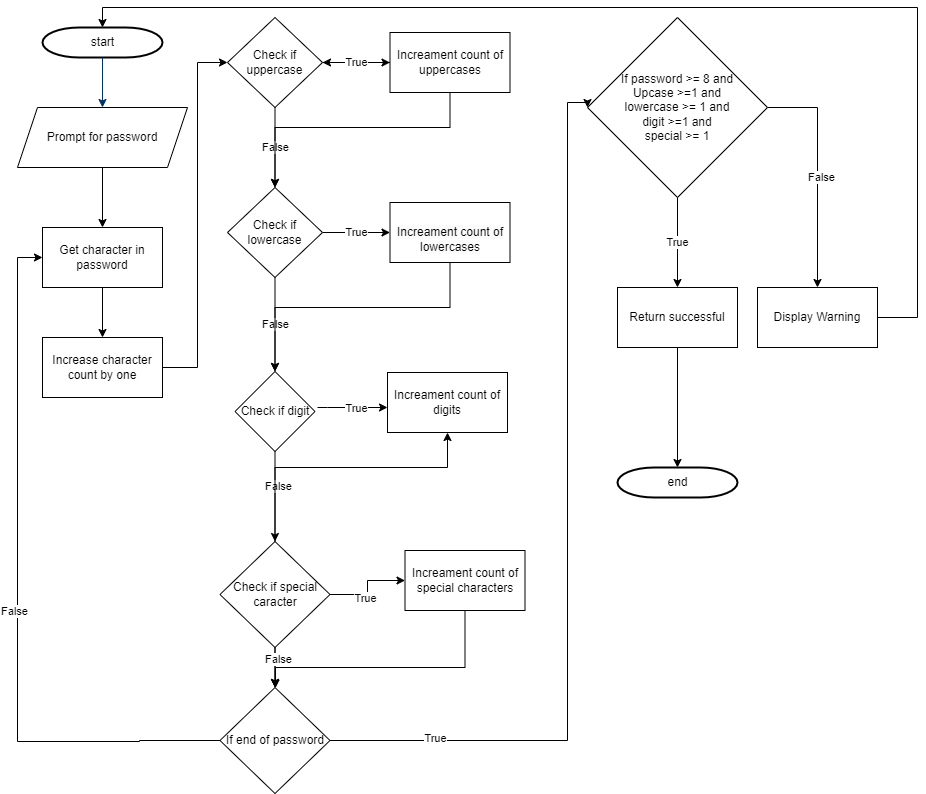 start
Prompt for password
Get character in
password
Increase character
count by one
False
Check if
uppercase
True
Increament count of
uppercases
False
Check if
lowercase
True
Increament count of
lowercases
False
Check if digit
True
Increament count of
digits
False
Check if special
caracter
True
Increament count of
special characters
False
If end of password
True
If password >= 8 and
Upcase >=1 and
lowercase >= 1 and
digit >=1 and
special >= 1
False
True
Return successful
Display Warning
end